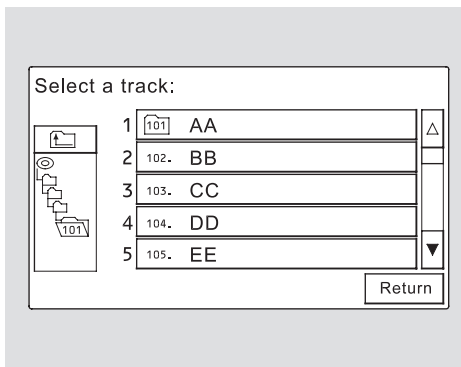 Select a track:
1 101 AA
2 102. BB
3 103. CC
101 4 104. DD
5 105. EE
Return